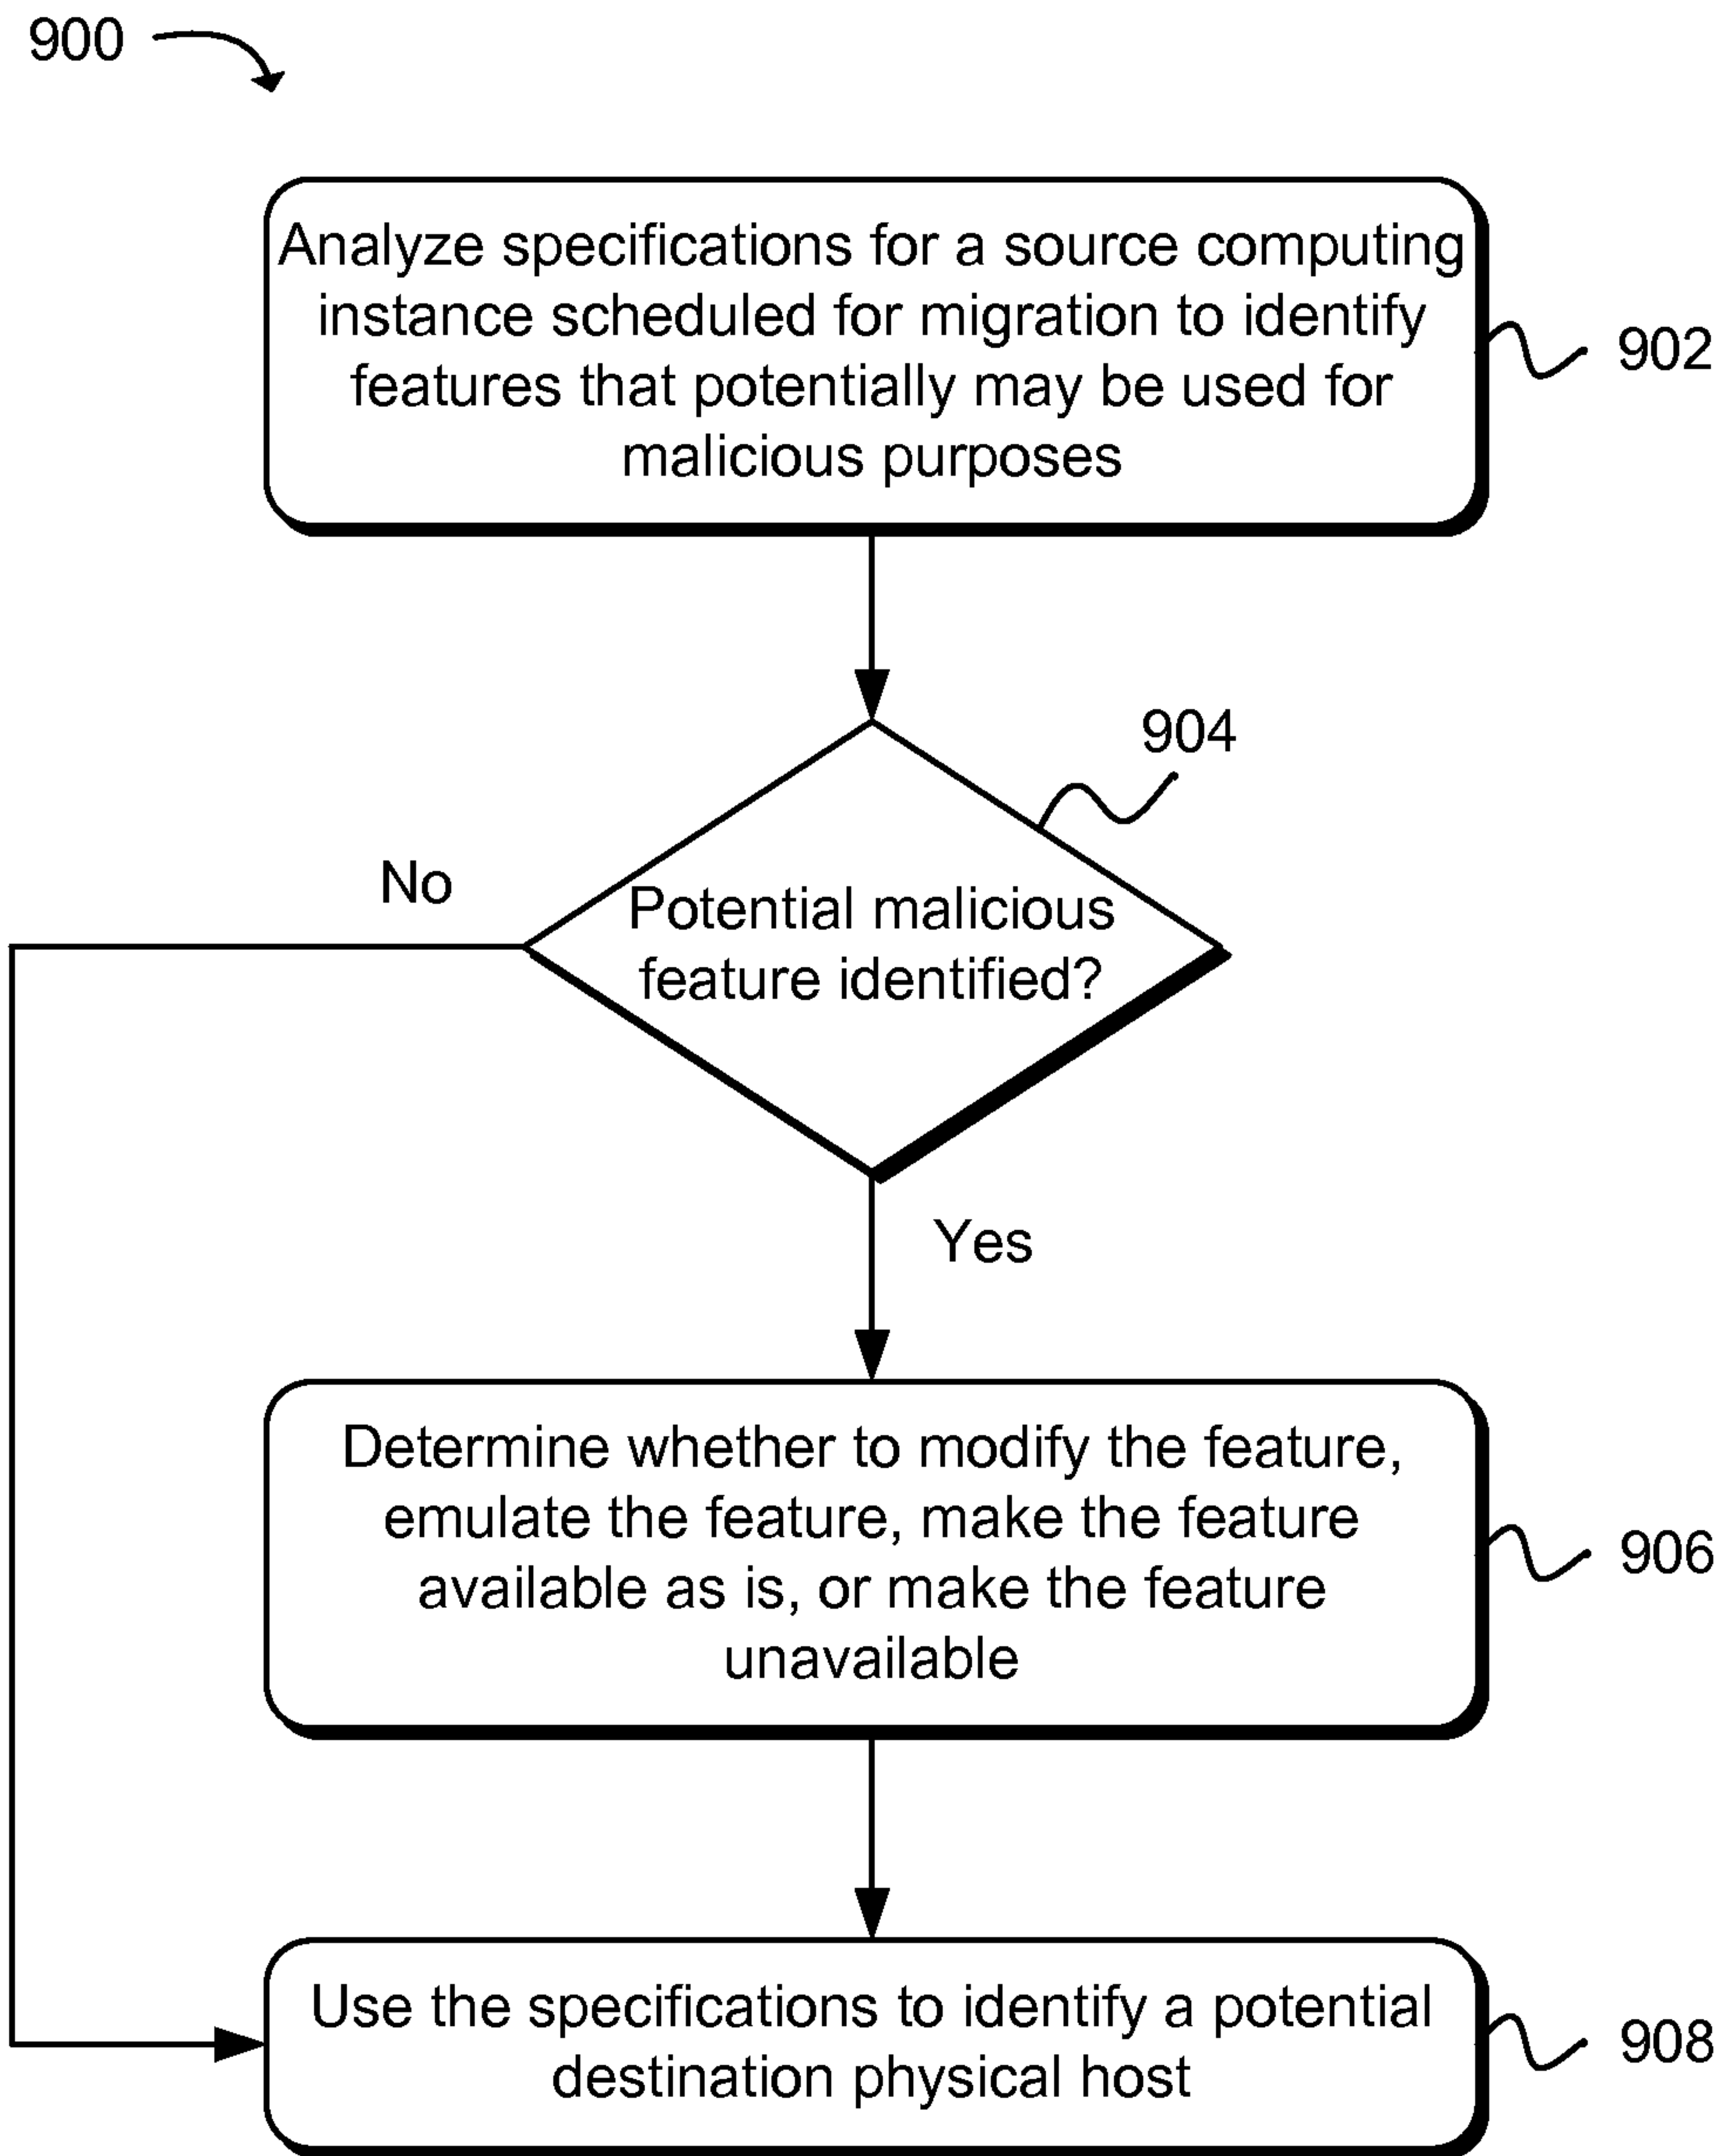 900
Analyze specifications for a source computing
instance scheduled for migration to identify
features that potentially may be used for
malicious purposes
902
904
No
Potential malicious
feature identified?
Yes
Determine whether to modify the feature,
emulate the feature, make the feature
available as is, or make the feature
unavailable
906
Use the specifications to identify a potential
destination physical host
908